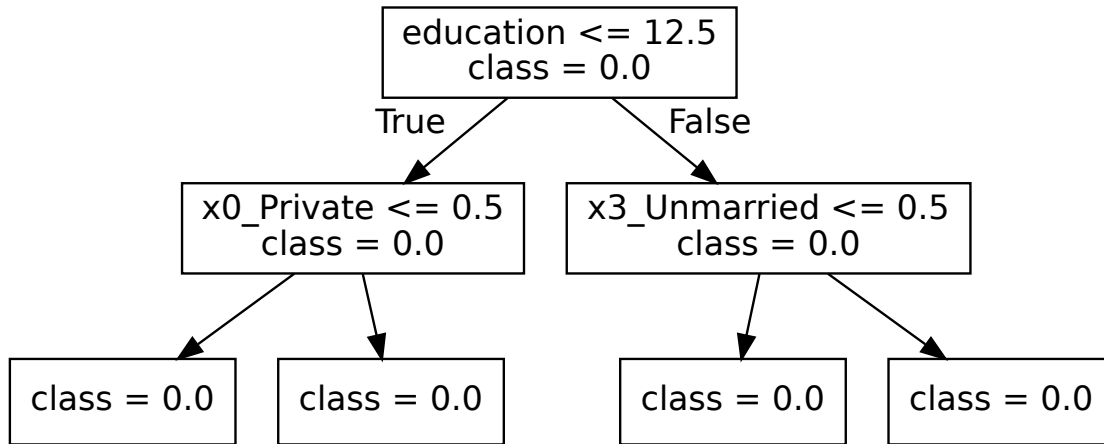 education <= 12.5
class = 0.0
True
False
x0_Private <= 0.5
class = 0.0
x3_Unmarried <= 0.5
class = 0.0
class = 0.0
class = 0.0
class = 0.0
class = 0.0